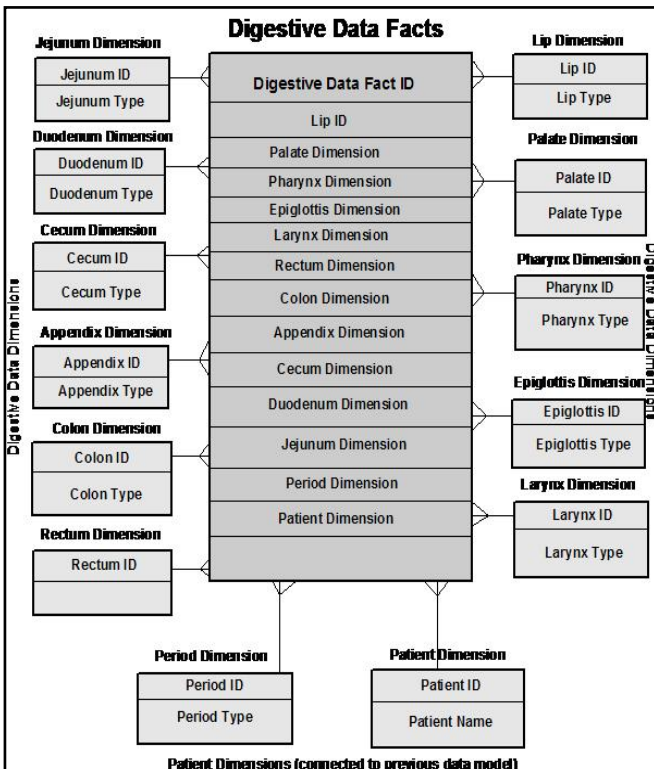 Digestive Data Facts
Jejunum Dimension
Jejunum ID
Jejunum Type
Duodenum Dimension
Duodenum ID
Duodenum Type
Cecum Dimension
Cecum ID
Cecum Type
Appendix Dimension
Appendix ID
Appendix Type
Colon Dimension
Colon ID
Colon Type
Rectum Dimension
Rectum ID
Digestive Data Dimensions
Digestive Data Fact ID
Lip ID
Palate Dimension
Pharynx Dimension
Epiglottis Dimension
Larynx Dimension
Rectum Dimension
Colon Dimension
Appendix Dimension
Cecum Dimension
Duodenum Dimension
Jejunum Dimension
Period Dimension
Patient Dimension
Lip Dimension
Lip ID
Lip Type
Palate Dimension
Palate ID
Palate Type
Pharynx Dimension
Pharynx ID
Pharynx Type
Epiglottis Dimension
Epiglottis ID
Epiglottis Type
Larynx Dimension
Larynx ID
Larynx Type
Digestive Data Dimensions
Period Dimension
Period ID
Period Type
Patient Dimension
Patient ID
Patient Name
Patient Dimensions (connected to previous data model)